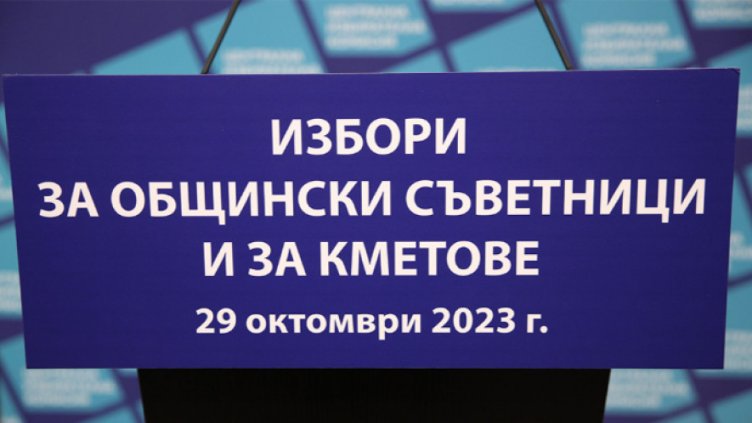 ИЗБОРИ
ЗА ОБЩИНСКИ СЪВЕТНИЦИ
И ЗА КМЕТОВЕ
29 октомври 2023 г.